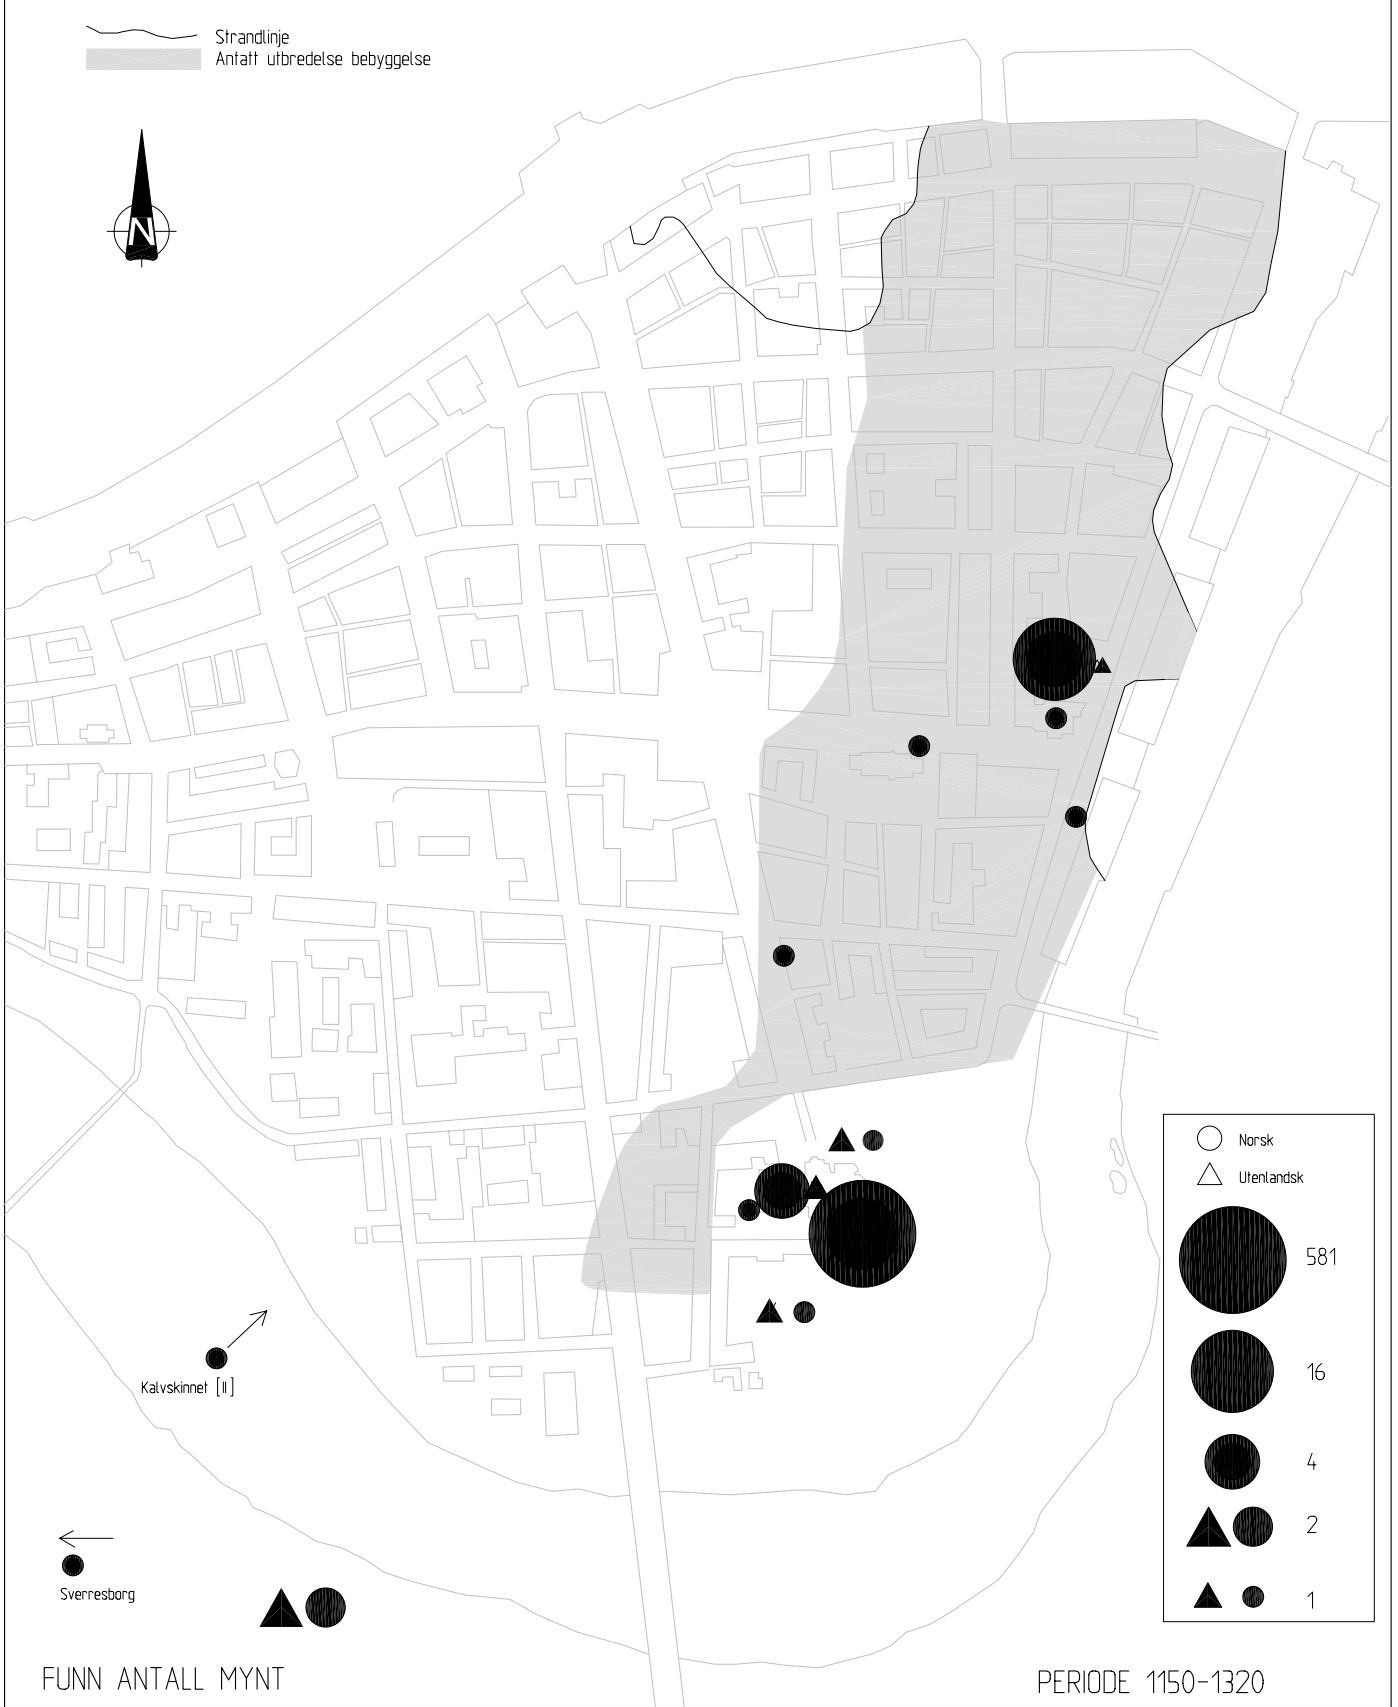 Strandlinje
Antatt utbredelse bebyggelse
N
Norsk
Utenlandsk
581
16
4
2
1
Kalvskinnet [II]
Sverresborg
FUNN ANTALL MYNT
PERIODE 1150-1320